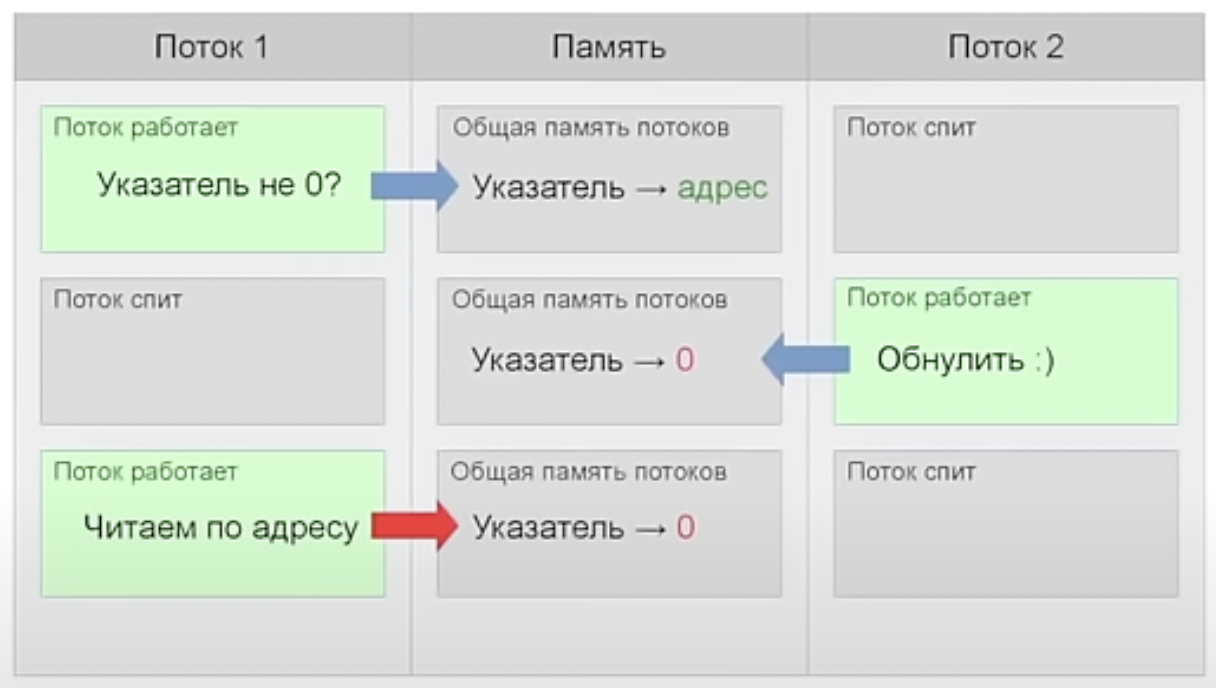 Поток 1
Память
Поток 2
Поток работает
Указатель не 0?
Общая память потоков
Указатель → адрес
Поток спит
Поток спит
Общая память потоков
Указатель → 0
Поток работает
Обнулить :)
Поток работает
Читаем по адресу
Общая память потоков
Указатель → 0
Поток спит